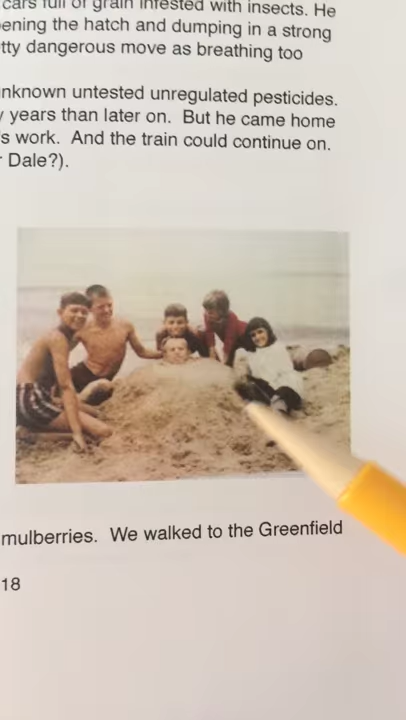 cars full of grain infested with insects. He
ening the hatch and dumping in a strong
tty dangerous move as breathing too
nknown untested unregulated pesticides.
years than later on. But he came home
s work. And the train could continue on.
Dale?).
mulberries. We walked to the Greenfield
18